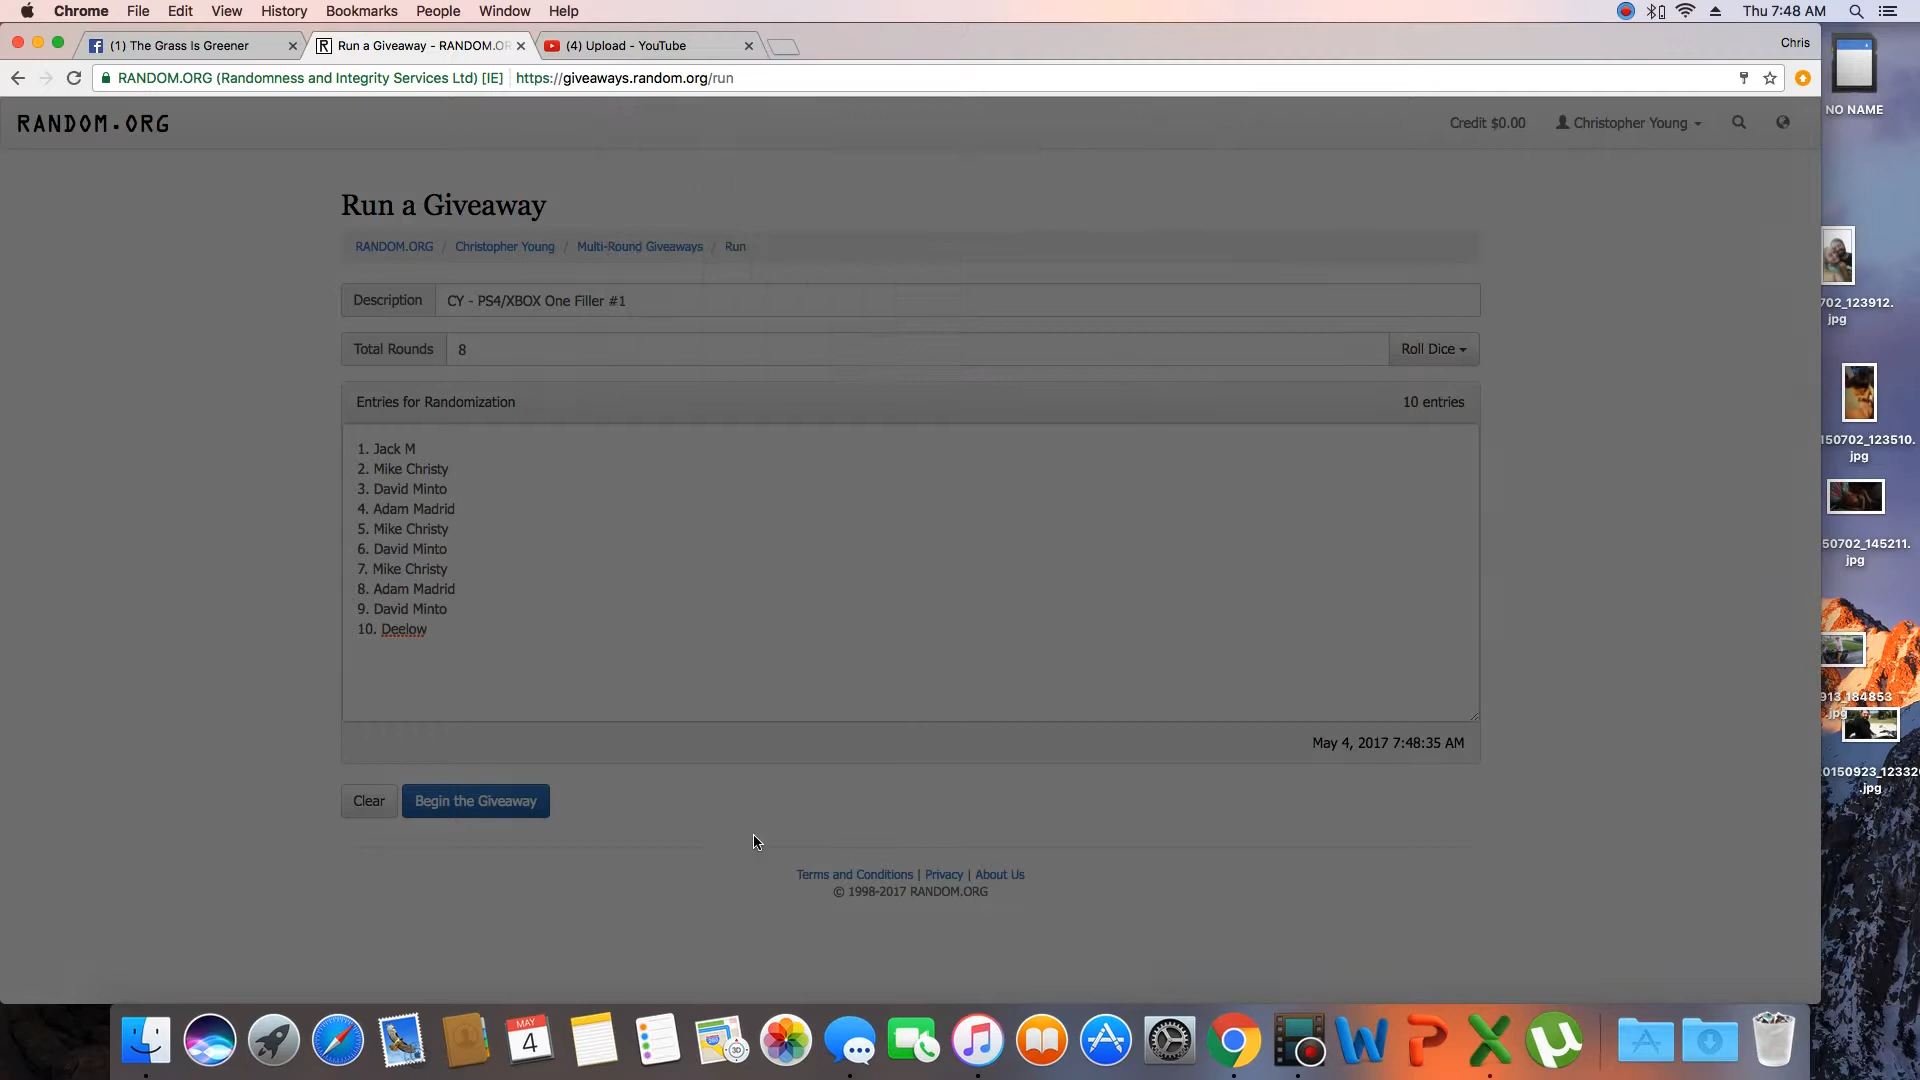 Chrome File Edit View History Bookmarks People Window Help Thu 7:48 AM
(1) The Grass Is Greener
Run a Giveaway - RANDOM.OR
(4) Upload - YouTube
Chris
RANDOM.ORG (Randomness and Integrity Services Ltd) [IE] https://giveaways.random.org/run
NO NAME
RANDOM.ORG Credit $0.00 Christopher Young
Run a Giveaway
RANDOM.ORG / Christopher Young / Multi-Round Giveaways / Run
Description CY - PS4/XBOX One Filler #1
Total Rounds 8 Roll Dice
Entries for Randomization 10 entries
1. Jack M
2. Mike Christy
3. David Minto
4. Adam Madrid
5. Mike Christy
6. David Minto
7. Mike Christy
8. Adam Madrid
9. David Minto
10. Deelow
May 4, 2017 7:48:35 AM
Clear Begin the Giveaway
Terms and Conditions | Privacy | About Us
© 1998-2017 RANDOM.ORG
702_123912.
jpg
150702_123510.
jpg
50702_145211.
jpg
913_184853
.jpg
0150923_12332
.jpg
MAY
4